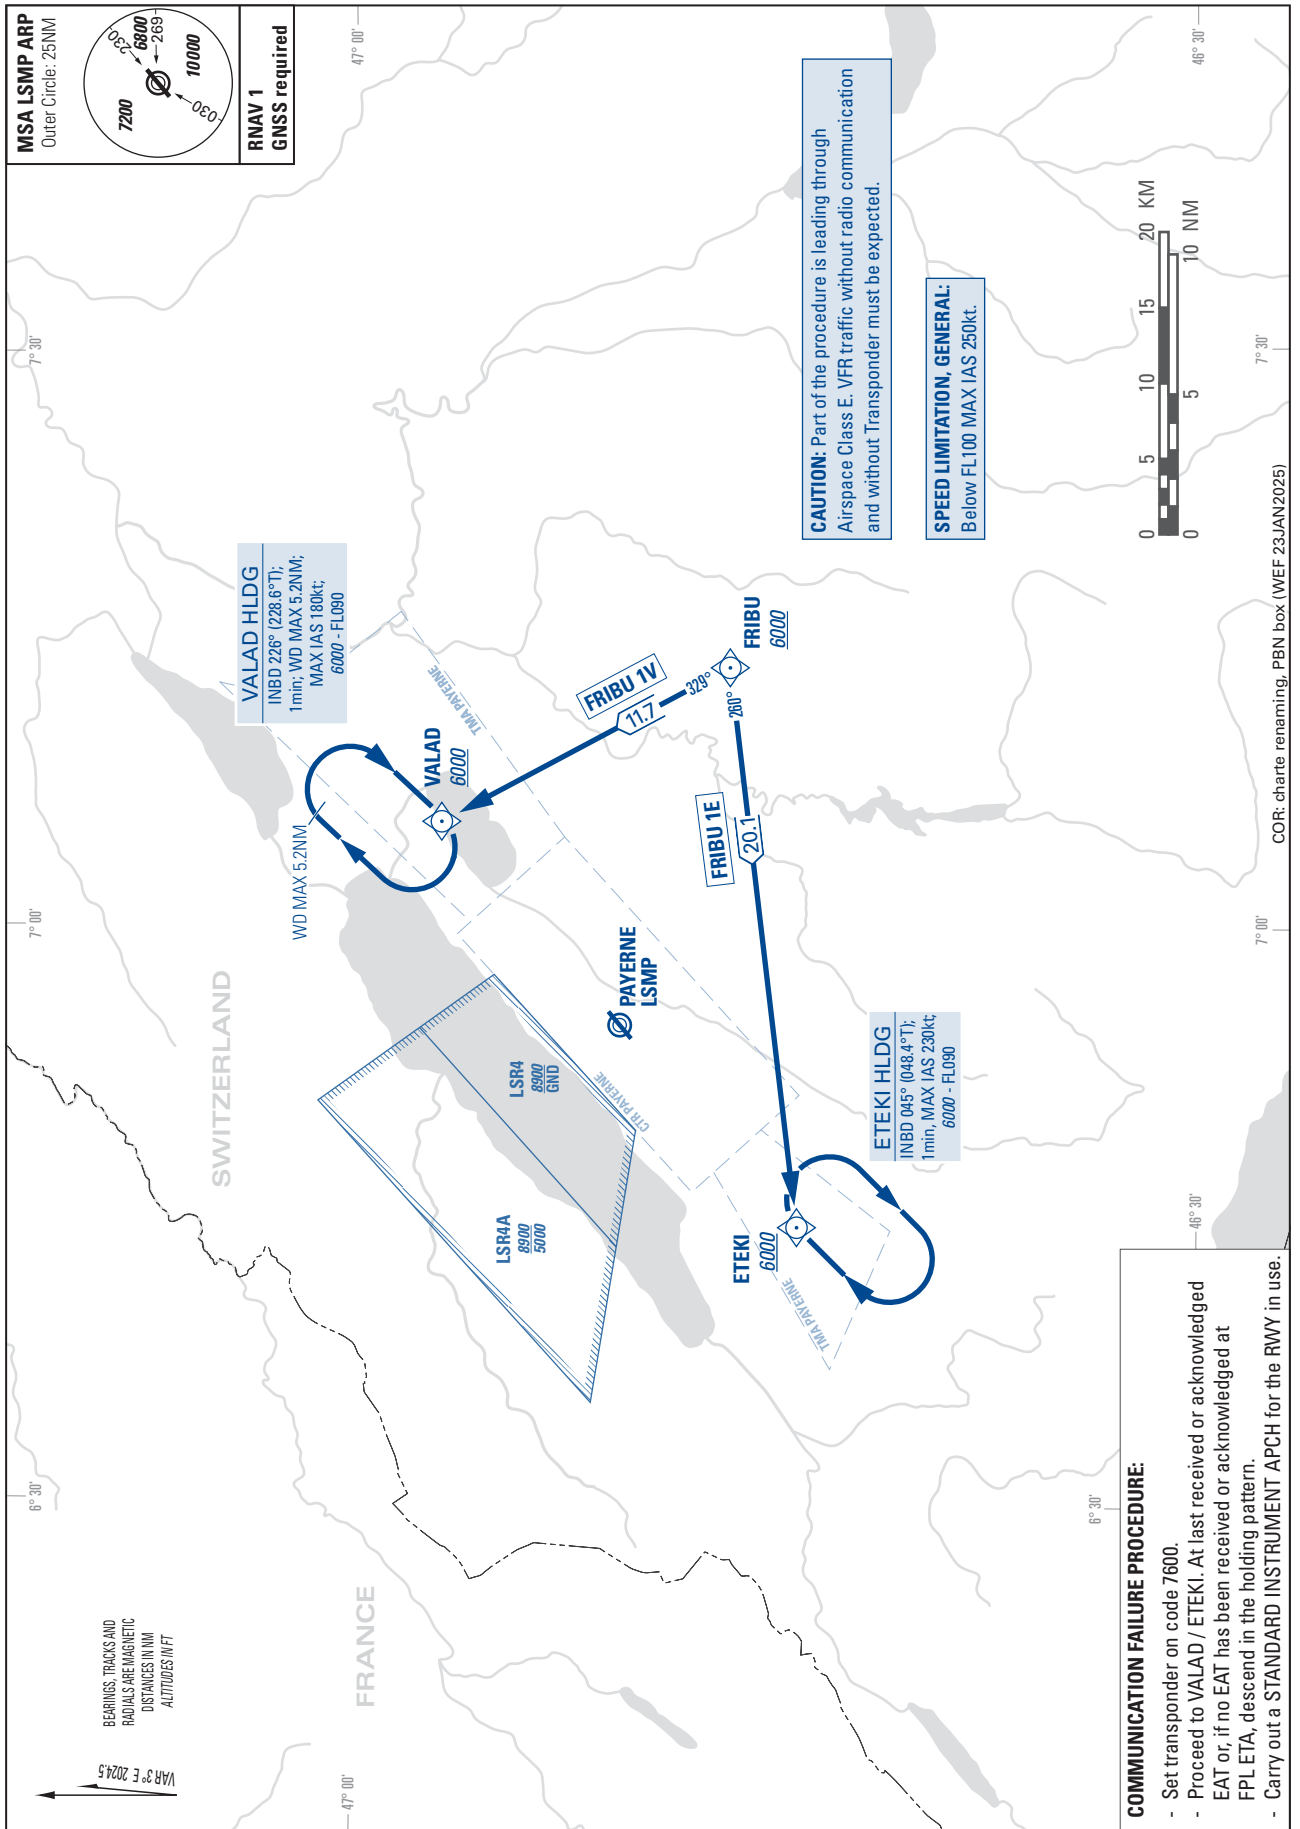 MSA LSMP ARP
Outer Circle: 25NM
7200
230
6800
269
10000
030
RNAV 1
GNSS required
BEARINGS, TRACKS AND
RADIALS ARE MAGNETIC
DISTANCES IN NM
ALTITUDES IN FT
VAR 3° E 2024.5
6° 30'
7° 00'
7° 30'
47° 00'
47° 00'
FRANCE
SWITZERLAND
VALAD HLDG
INBD 226° (228.6°T);
1min; WD MAX 5.2NM;
MAX IAS 180kt;
6000 - FL090
WD MAX 5.2NM
VALAD
6000
TMA PAYERNE
LSR4A
8900
5000
LSR4
8900
GND
CTR PAYERNE
PAYERNE
LSMP
FRIBU 1V
11.7
329°
260°
FRIBU
6000
FRIBU 1E
20.1
ETEKI
6000
TMA PAYERNE
ETEKI HLDG
INBD 045° (048.4°T);
1min, MAX IAS 230kt;
6000 - FL090
CAUTION: Part of the procedure is leading through
Airspace Class E. VFR traffic without radio communication
and without Transponder must be expected.
SPEED LIMITATION, GENERAL:
Below FL100 MAX IAS 250kt.
0 5 10 15 20 KM
0 5 10 NM
46° 30'
46° 30'
6° 30'
7° 00'
7° 30'
COMMUNICATION FAILURE PROCEDURE:
- Set transponder on code 7600.
- Proceed to VALAD / ETEKI. At last received or acknowledged
EAT or, if no EAT has been received or acknowledged at
FPL ETA, descend in the holding pattern.
- Carry out a STANDARD INSTRUMENT APCH for the RWY in use.
COR: charte renaming, PBN box (WEF 23JAN2025)